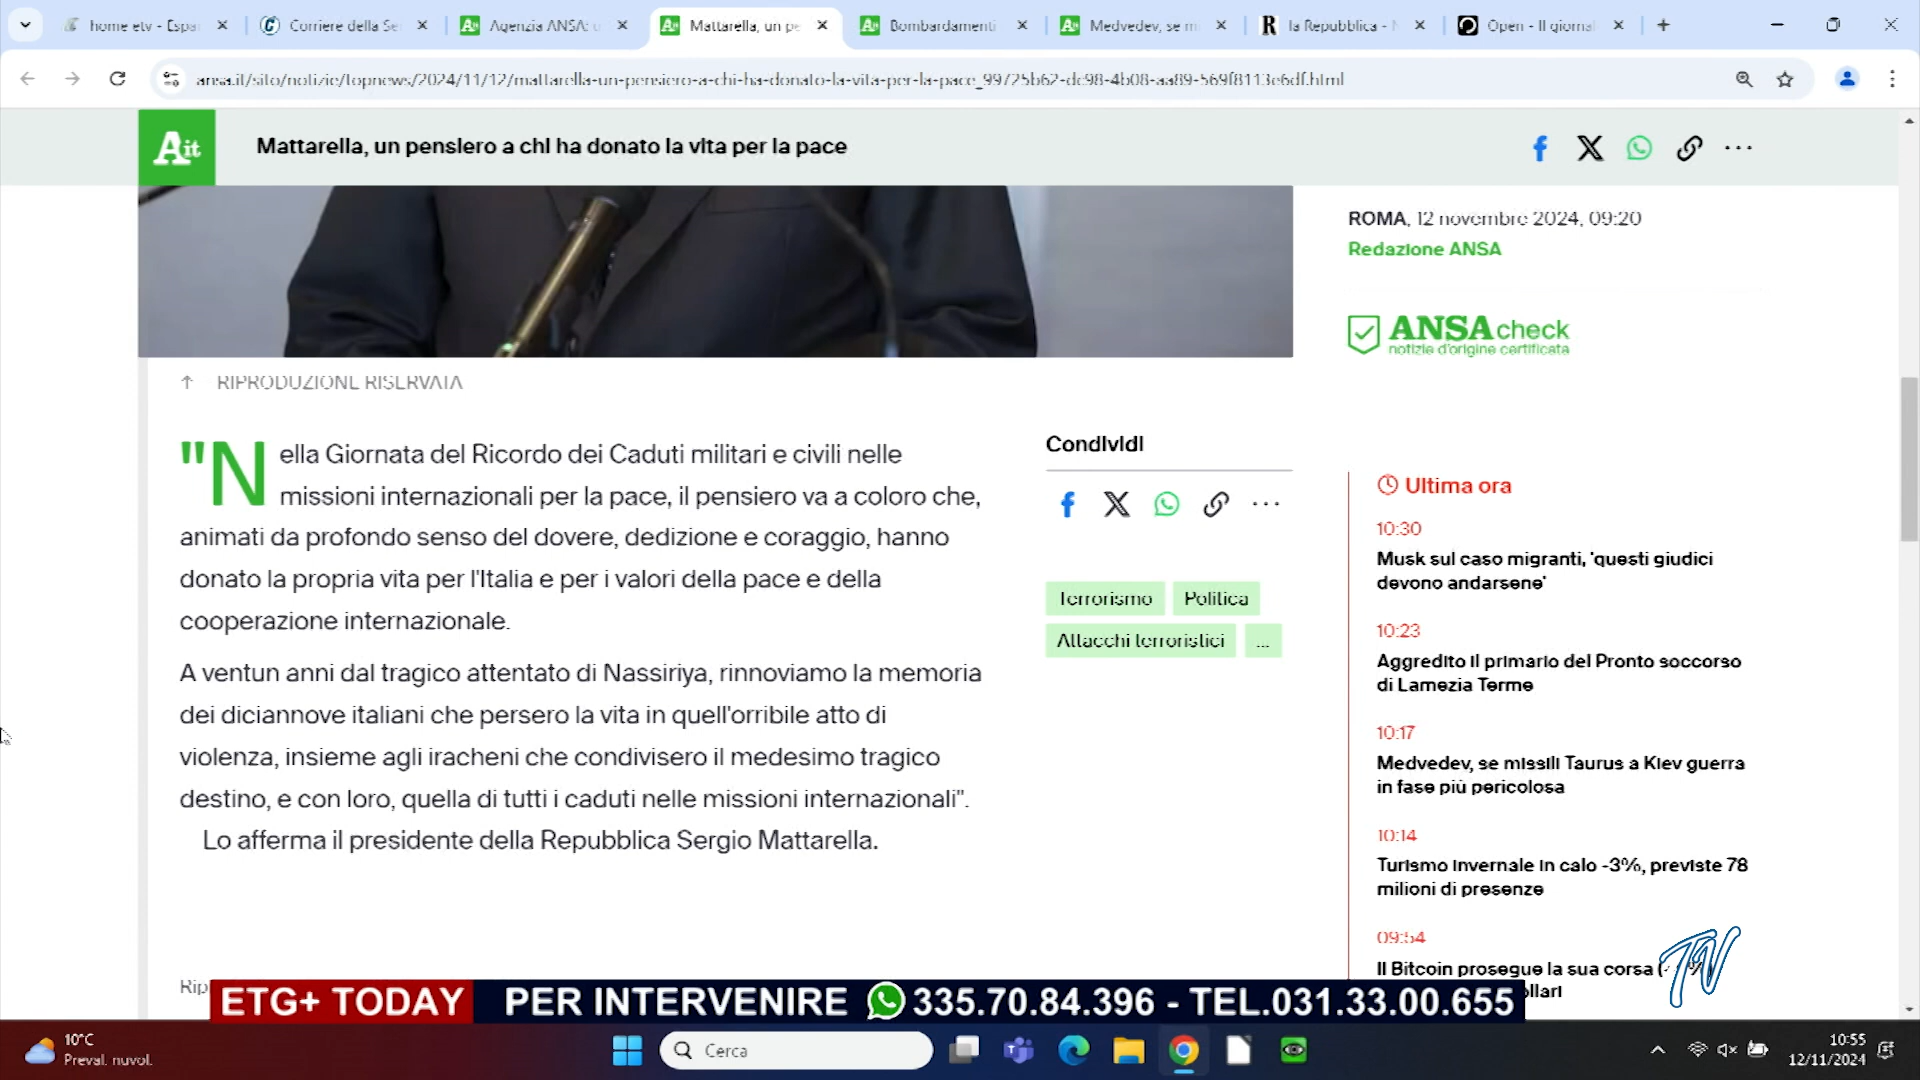 home etv - Espa
Corriere della Se
Agenzia ANSA: u
Mattarella, un pe
Bombardamenti
Medvedev, se m
la Repubblica - N
Open - Il giornal
ansa.it/sito/notizie/topnews/2024/11/12/mattarella-un-pensiero-a-chi-ha-donato-la-vita-per-la-pace_99725b62-dc98-4b08-aa89-569f8113e6df.html
Ait
Mattarella, un pensiero a chi ha donato la vita per la pace
ROMA, 12 novembre 2024, 09:20
Redazione ANSA
ANSAcheck
notizie d'origine certificata
↑ RIPRODUZIONE RISERVATA
"Nella Giornata del Ricordo dei Caduti militari e civili nelle
missioni internazionali per la pace, il pensiero va a coloro che,
animati da profondo senso del dovere, dedizione e coraggio, hanno
donato la propria vita per l'Italia e per i valori della pace e della
cooperazione internazionale.
A ventun anni dal tragico attentato di Nassiriya, rinnoviamo la memoria
dei diciannove italiani che persero la vita in quell'orribile atto di
violenza, insieme agli iracheni che condivisero il medesimo tragico
destino, e con loro, quella di tutti i caduti nelle missioni internazionali".
Lo afferma il presidente della Repubblica Sergio Mattarella.
Condividi
Terrorismo
Politica
Attacchi terroristici
...
Ultima ora
10:30
Musk sul caso migranti, 'questi giudici
devono andarsene'
10:23
Aggredito il primario del Pronto soccorso
di Lamezia Terme
10:17
Medvedev, se missili Taurus a Kiev guerra
in fase più pericolosa
10:14
Turismo invernale in calo -3%, previste 78
milioni di presenze
09:54
Il Bitcoin prosegue la sua corsa
ollari
TN
Rip
ETG+ TODAY
PER INTERVENIRE 335.70.84.396 - TEL.031.33.00.655
10°C
Preval. nuvol.
Cerca
10:55
12/11/2024